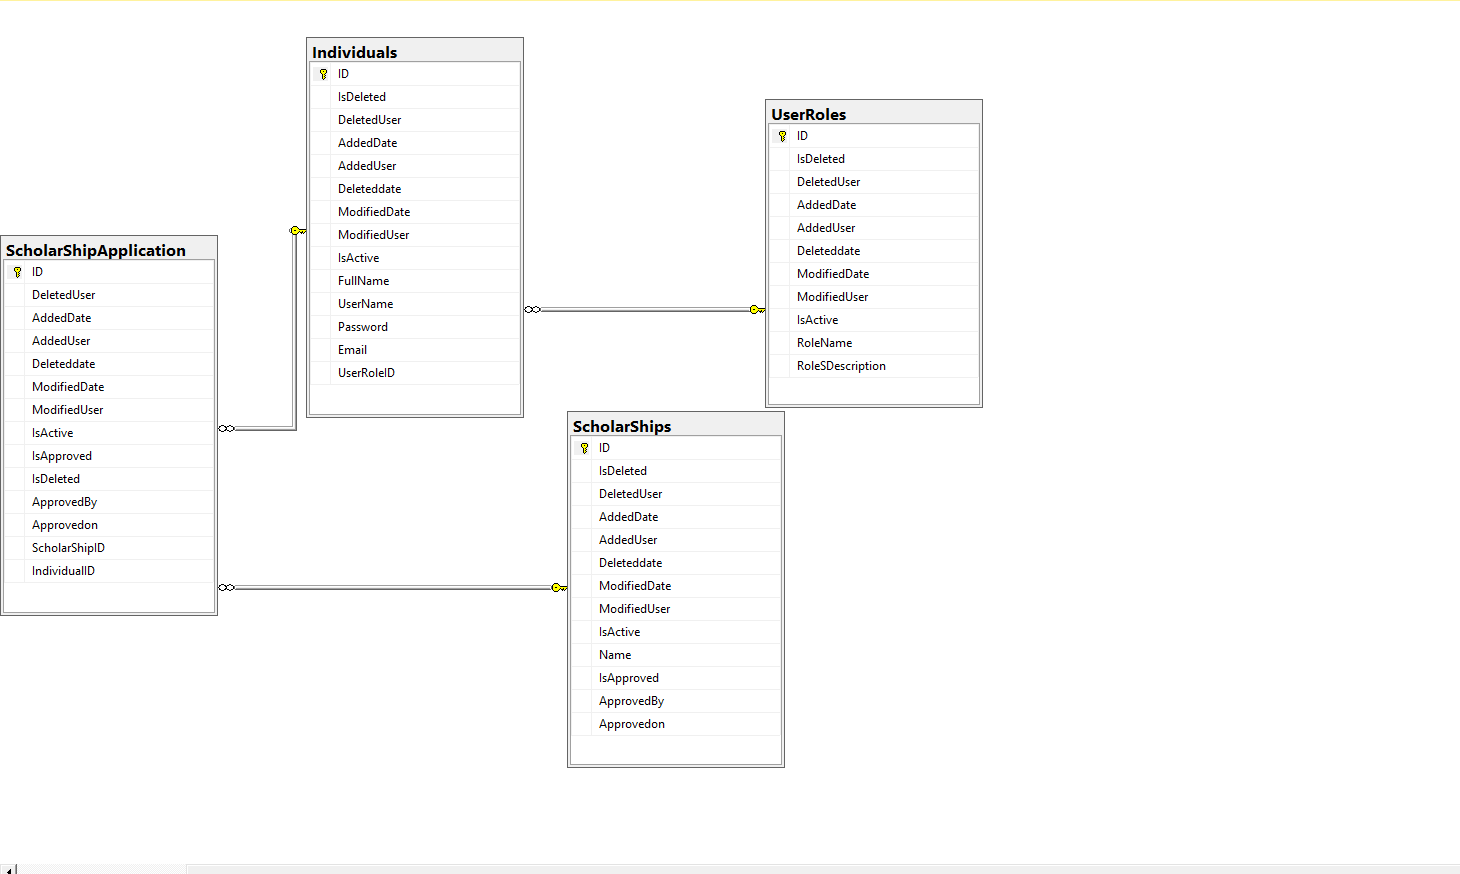 Individuals
ID
IsDeleted
DeletedUser
AddedDate
AddedUser
Deleteddate
ModifiedDate
ModifiedUser
IsActive
FullName
UserName
Password
Email
UserRoleID
UserRoles
ID
IsDeleted
DeletedUser
AddedDate
AddedUser
Deleteddate
ModifiedDate
ModifiedUser
IsActive
RoleName
RoleSDescription
ScholarShipApplication
ID
DeletedUser
AddedDate
AddedUser
Deleteddate
ModifiedDate
ModifiedUser
IsActive
IsApproved
IsDeleted
ApprovedBy
Approvedon
ScholarShipID
IndividualID
ScholarShips
ID
IsDeleted
DeletedUser
AddedDate
AddedUser
Deleteddate
ModifiedDate
ModifiedUser
IsActive
Name
IsApproved
ApprovedBy
Approvedon